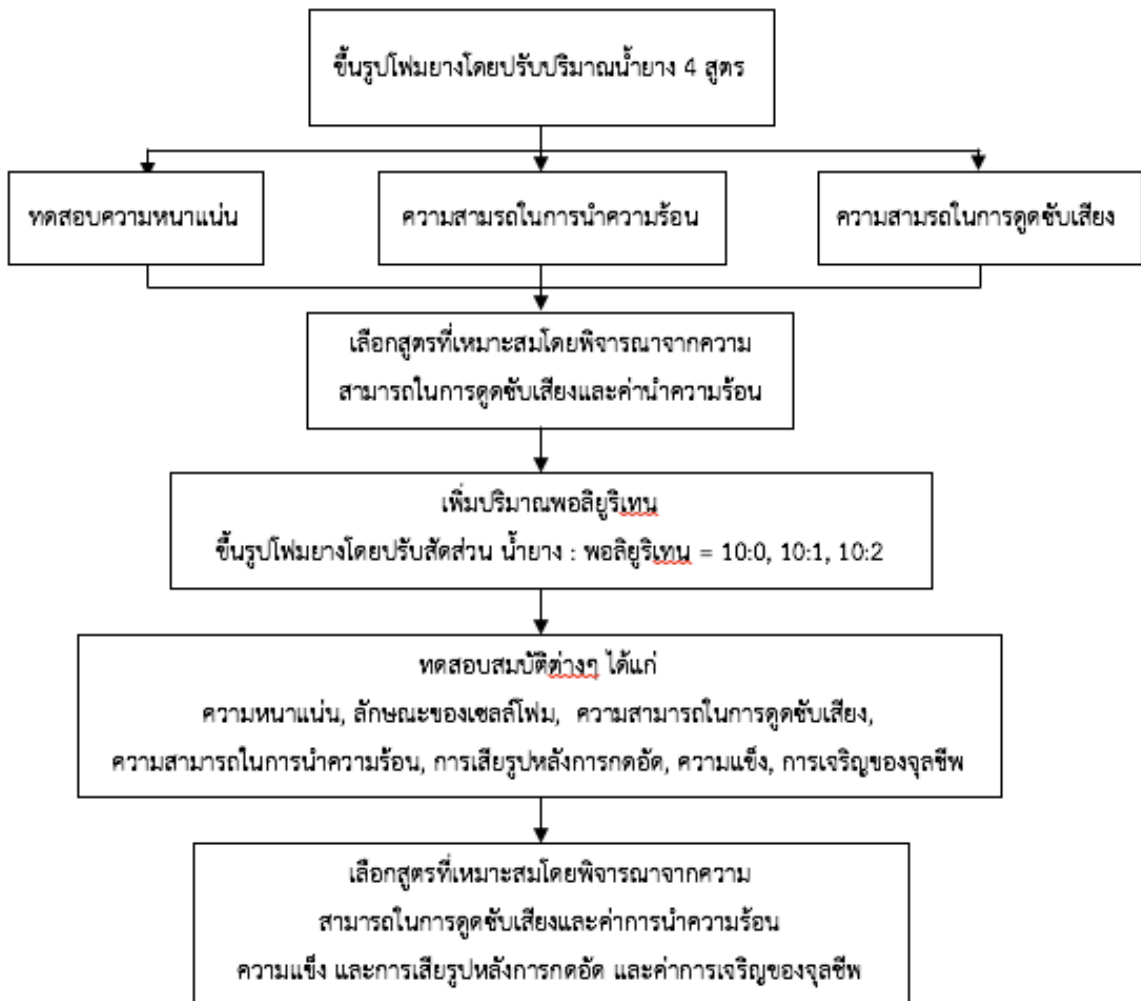 ขึ้นรูปโฟมยางโดยปรับปริมาณน้ำยาง 4 สูตร
ทดสอบความหนาแน่น
ความสามรถในการนำความร้อน
ความสามรถในการดูดซับเสียง
เลือกสูตรที่เหมาะสมโดยพิจารณาจากความ
สามารถในการดูดซับเสียงและค่านำความร้อน
เพิ่มปริมาณพอลิยูริเทน
ขึ้นรูปโฟมยางโดยปรับสัดส่วน น้ำยาง : พอลิยูริเทน = 10:0, 10:1, 10:2
ทดสอบสมบัติต่างๆ ได้แก่
ความหนาแน่น, ลักษณะของเซลล์โฟม, ความสามารถในการดูดซับเสียง,
ความสามารถในการนำความร้อน, การเสียรูปหลังการกดอัด, ความแข็ง, การเจริญของจุลชีพ
เลือกสูตรที่เหมาะสมโดยพิจารณาจากความ
สามารถในการดูดซับเสียงและค่าการนำความร้อน
ความแข็ง และการเสียรูปหลังการกดอัด และค่าการเจริญของจุลชีพ